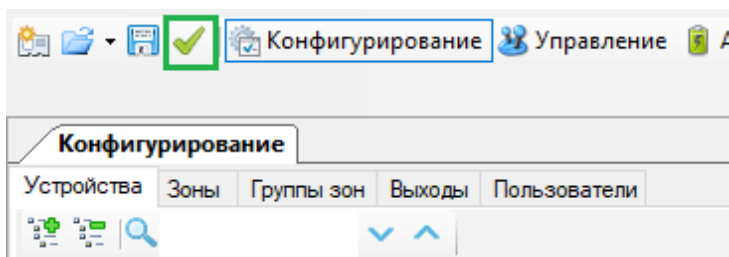 Конфигурирование Управление А
Конфигурирование
Устройства Зоны Группы зон Выходы Пользователи